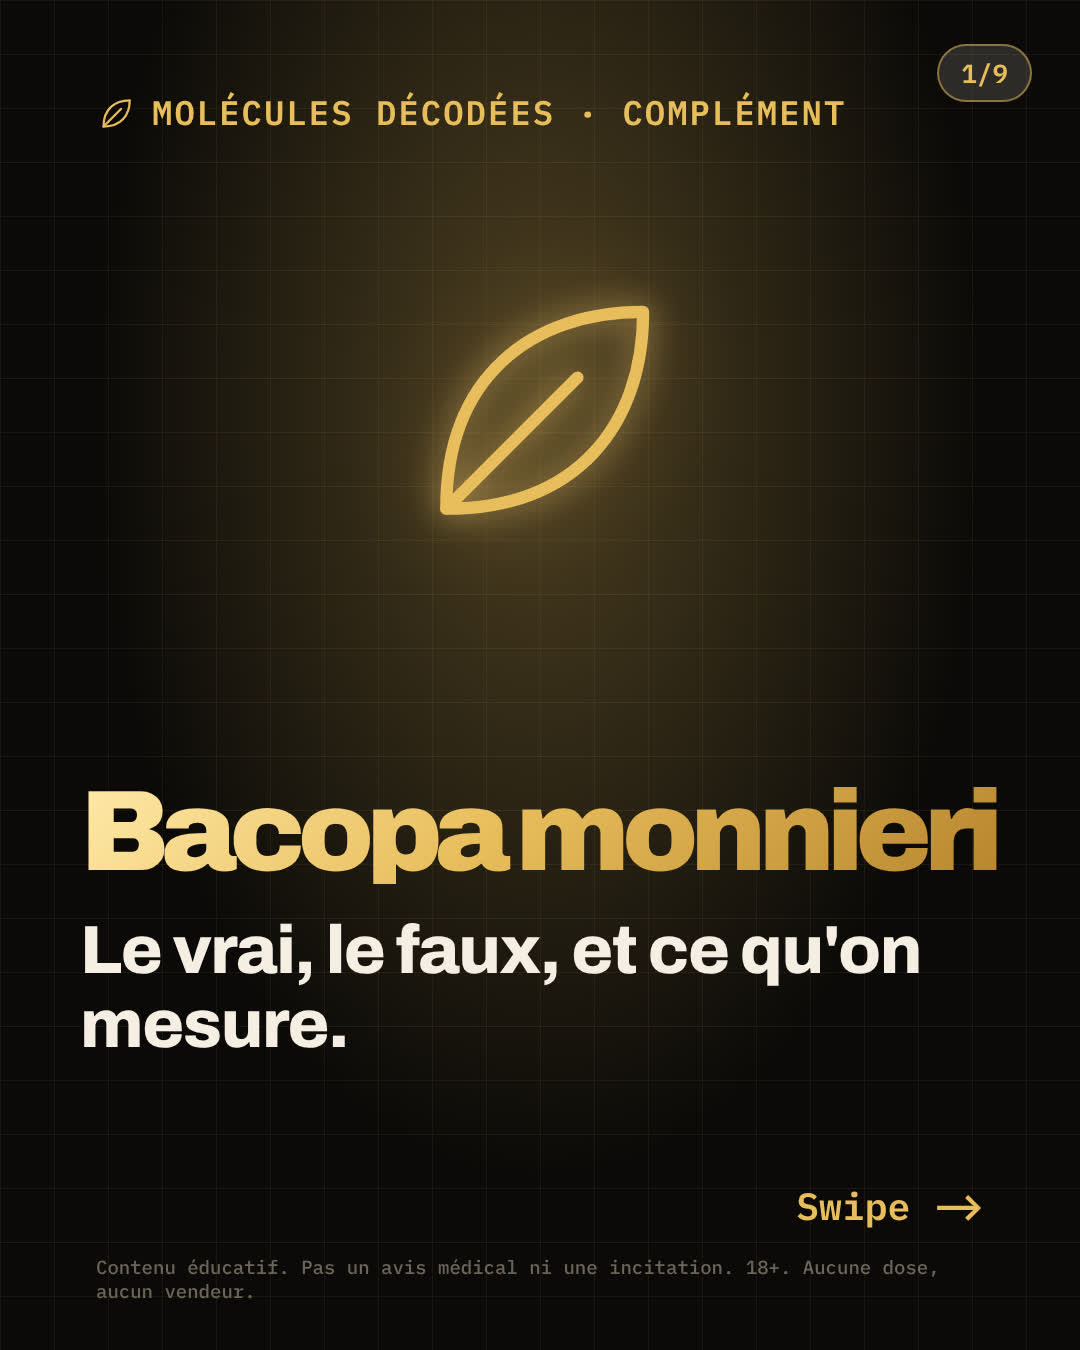 1/9
MOLÉCULES DÉCODÉES · COMPLÉMENT
Bacopa monnieri
Le vrai, le faux, et ce qu'on
mesure.
Swipe →
Contenu éducatif. Pas un avis médical ni une incitation. 18+. Aucune dose,
aucun vendeur.